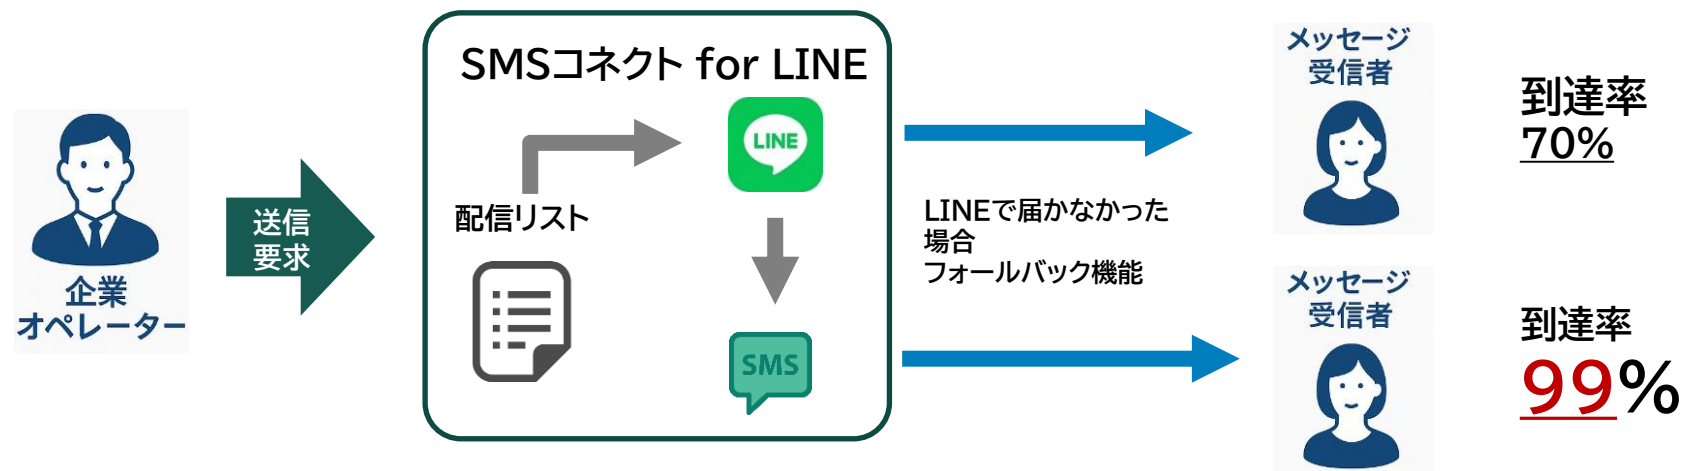 企業
オペレーター
送信
要求
SMSコネクト for LINE
LINE
配信リスト
SMS
LINEで届かなかった
場合
フォールバック機能
メッセージ
受信者
到達率
70%
メッセージ
受信者
到達率
99%